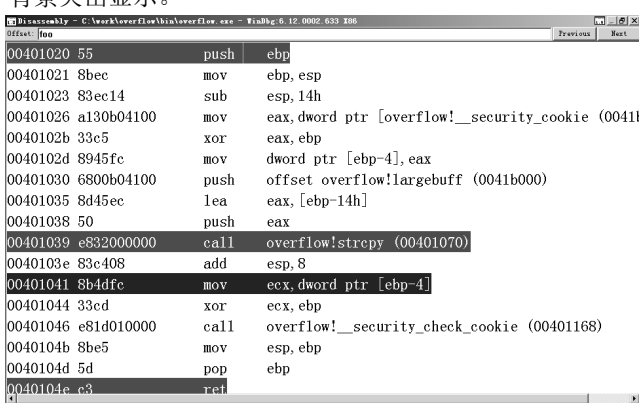 背景突出显示。
Disassembly - C:\work\overflow\bin\overflow.exe - WinDbg:6.12.0002.633 X86
Offset: foo Previous Next
00401020 55 push ebp
00401021 8bec mov ebp, esp
00401023 83ec14 sub esp, 14h
00401026 a130b04100 mov eax, dword ptr [overflow!__security_cookie (0041b
0040102b 33c5 xor eax, ebp
0040102d 8945fc mov dword ptr [ebp-4], eax
00401030 6800b04100 push offset overflow!largebuff (0041b000)
00401035 8d45ec lea eax, [ebp-14h]
00401038 50 push eax
00401039 e832000000 call overflow!strcpy (00401070)
0040103e 83c408 add esp, 8
00401041 8b4dfc mov ecx, dword ptr [ebp-4]
00401044 33cd xor ecx, ebp
00401046 e81d010000 call overflow!__security_check_cookie (00401168)
0040104b 8be5 mov esp, ebp
0040104d 5d pop ebp
0040104e c3 ret